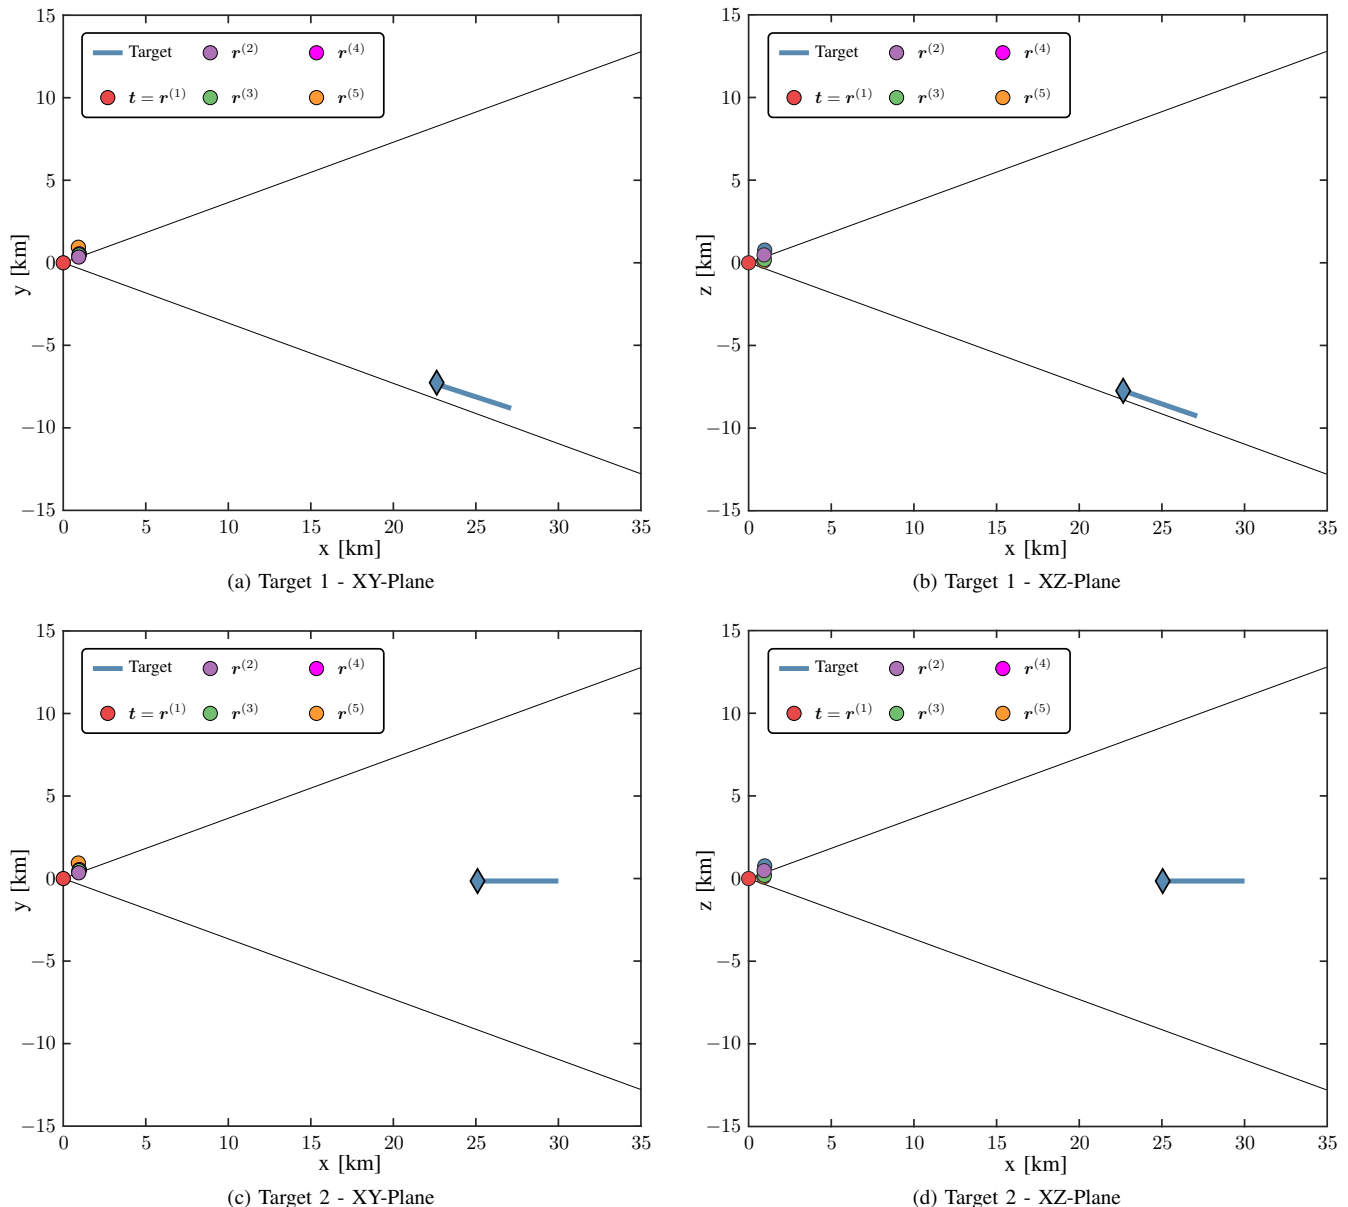 15
10
5
0
−5
−10
−15
y [km]
Target
r^(2)
r^(4)
t = r^(1)
r^(3)
r^(5)
0 5 10 15 20 25 30 35
x [km]
(a) Target 1 - XY-Plane
15
10
5
0
−5
−10
−15
z [km]
Target
r^(2)
r^(4)
t = r^(1)
r^(3)
r^(5)
0 5 10 15 20 25 30 35
x [km]
(b) Target 1 - XZ-Plane
15
10
5
0
−5
−10
−15
y [km]
Target
r^(2)
r^(4)
t = r^(1)
r^(3)
r^(5)
0 5 10 15 20 25 30 35
x [km]
(c) Target 2 - XY-Plane
15
10
5
0
−5
−10
−15
z [km]
Target
r^(2)
r^(4)
t = r^(1)
r^(3)
r^(5)
0 5 10 15 20 25 30 35
x [km]
(d) Target 2 - XZ-Plane